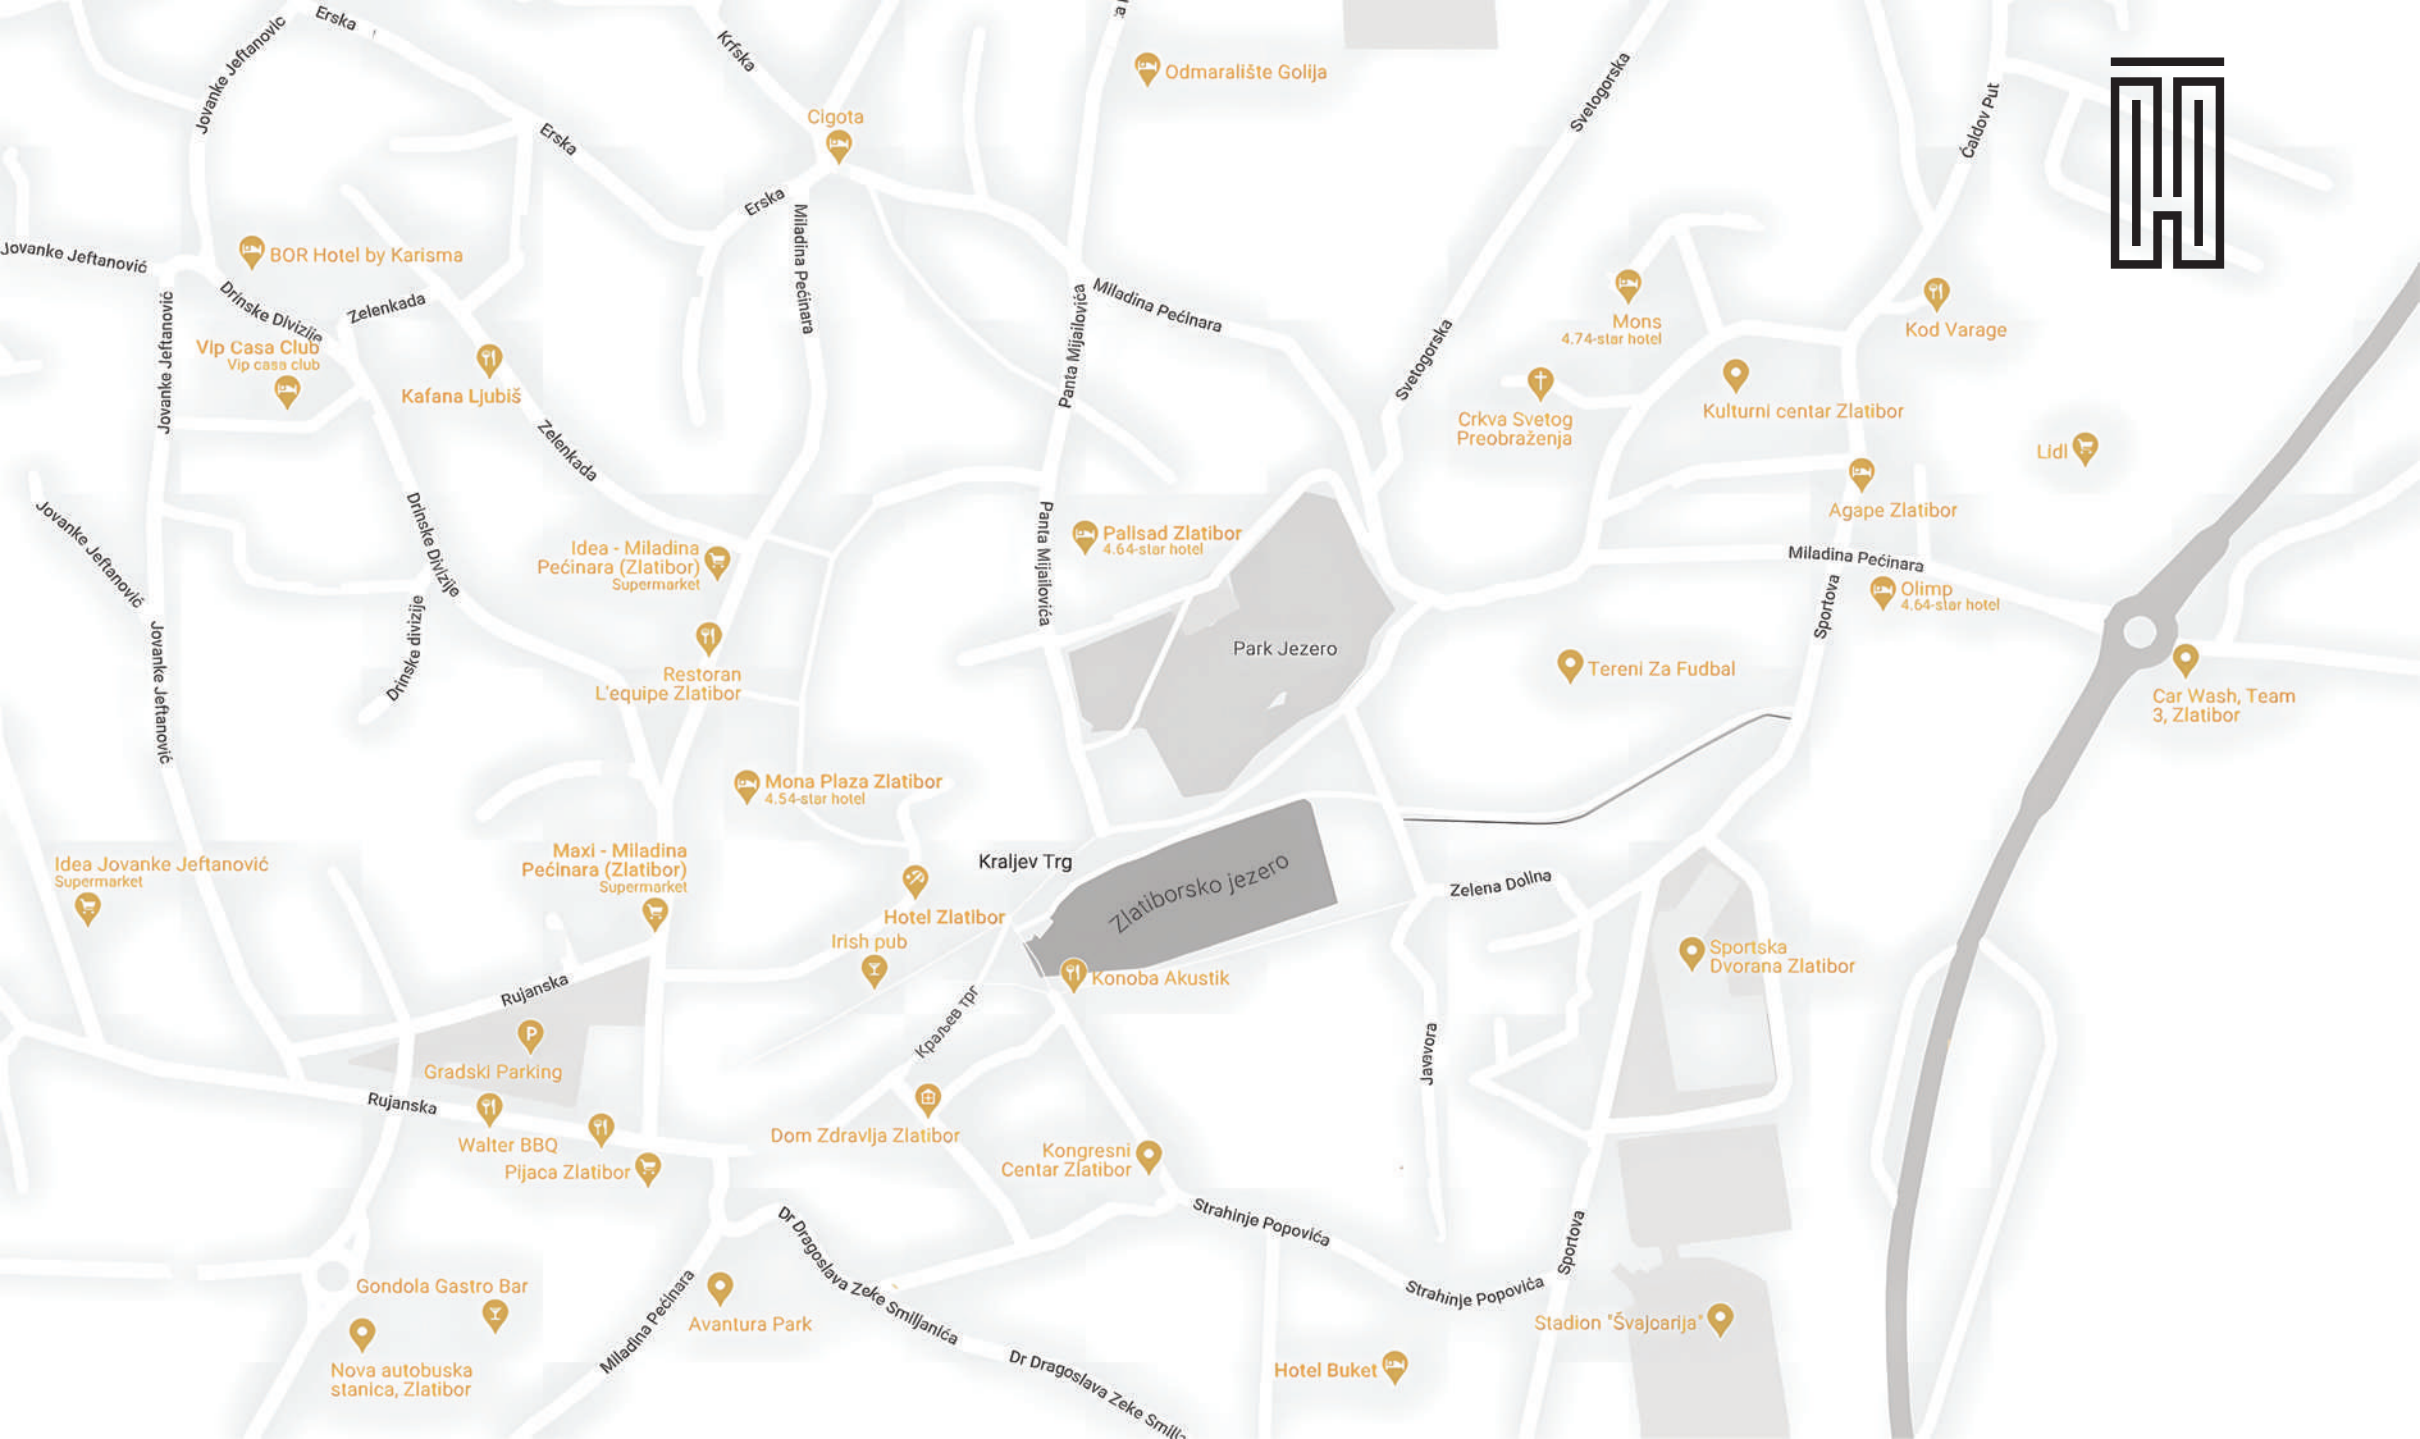 Erska
Jovanke Jeftanovic
Krfska
Odmaralište Golija
Svetogorska
Ćaldov Put
Cigota
Erska
Erska
Miladina Pećinara
Jovanke Jeftanović
BOR Hotel by Karisma
Drinske Divizije
Zelenkada
Jovanke Jeftanović
Vip Casa Club
Vip casa club
Kafana Ljubiš
Panta Mijailovića
Miladina Pećinara
Svetogorska
Mons
4.74-star hotel
Kod Varage
Crkva Svetog
Preobraženja
Kulturni centar Zlatibor
Lidl
Zelenkada
Agape Zlatibor
Jovanke Jeftanović
Drinske Divizije
Idea - Miladina
Pećinara (Zlatibor)
Supermarket
Panta Mijailovića
Palisad Zlatibor
4.64-star hotel
Miladina Pećinara
Olimp
4.64-star hotel
Sportova
Drinske divizije
Jovanke Jeftanović
Restoran
L'equipe Zlatibor
Park Jezero
Tereni Za Fudbal
Car Wash, Team
3, Zlatibor
Mona Plaza Zlatibor
4.54-star hotel
Idea Jovanke Jeftanović
Supermarket
Maxi - Miladina
Pećinara (Zlatibor)
Supermarket
Kraljev Trg
Zlatiborsko jezero
Zelena Dolina
Hotel Zlatibor
Irish pub
Konoba Akustik
Sportska
Dvorana Zlatibor
Rujanska
Краљев трг
Javora
Gradski Parking
Rujanska
Walter BBQ
Pijaca Zlatibor
Dom Zdravlja Zlatibor
Kongresni
Centar Zlatibor
Strahinje Popovića
Sportova
Dr Dragoslava Zeke Smiljanića
Gondola Gastro Bar
Miladina Pećinara
Avantura Park
Strahinje Popovića
Stadion "Švajcarija"
Nova autobuska
stanica, Zlatibor
Dr Dragoslava Zeke Smilja
Hotel Buket